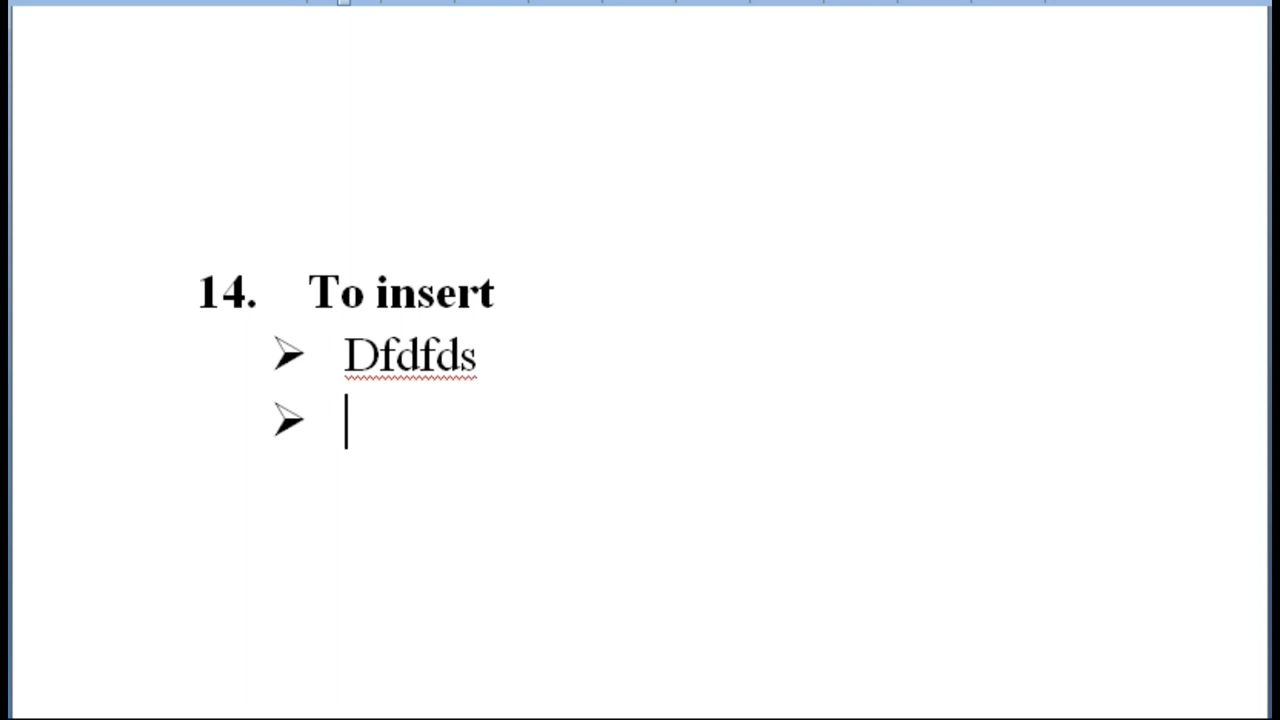 14. To insert
➢ Dfdfds
➢